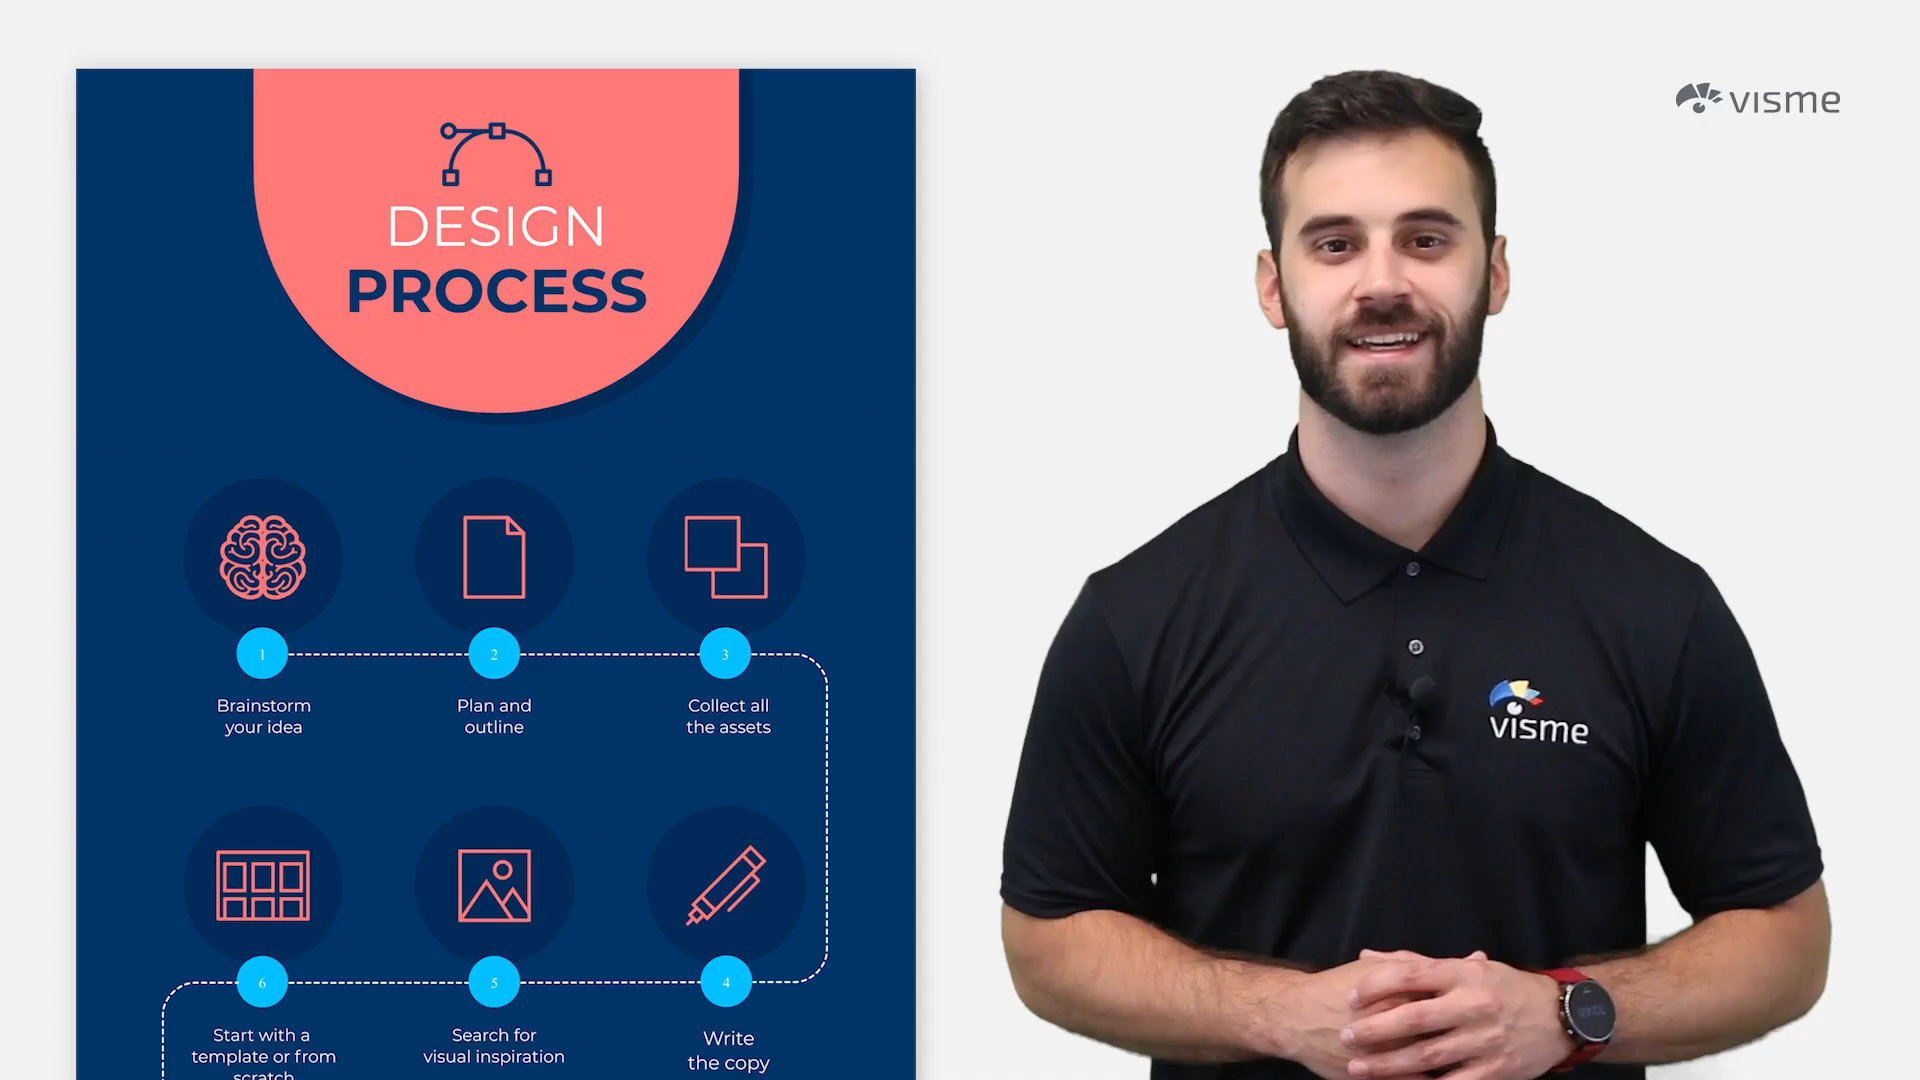 DESIGN
PROCESS
1
2
3
Brainstorm
your idea
Plan and
outline
Collect all
the assets
6
5
4
Start with a
template or from
scratch
Search for
visual inspiration
Write
the copy
visme
visme